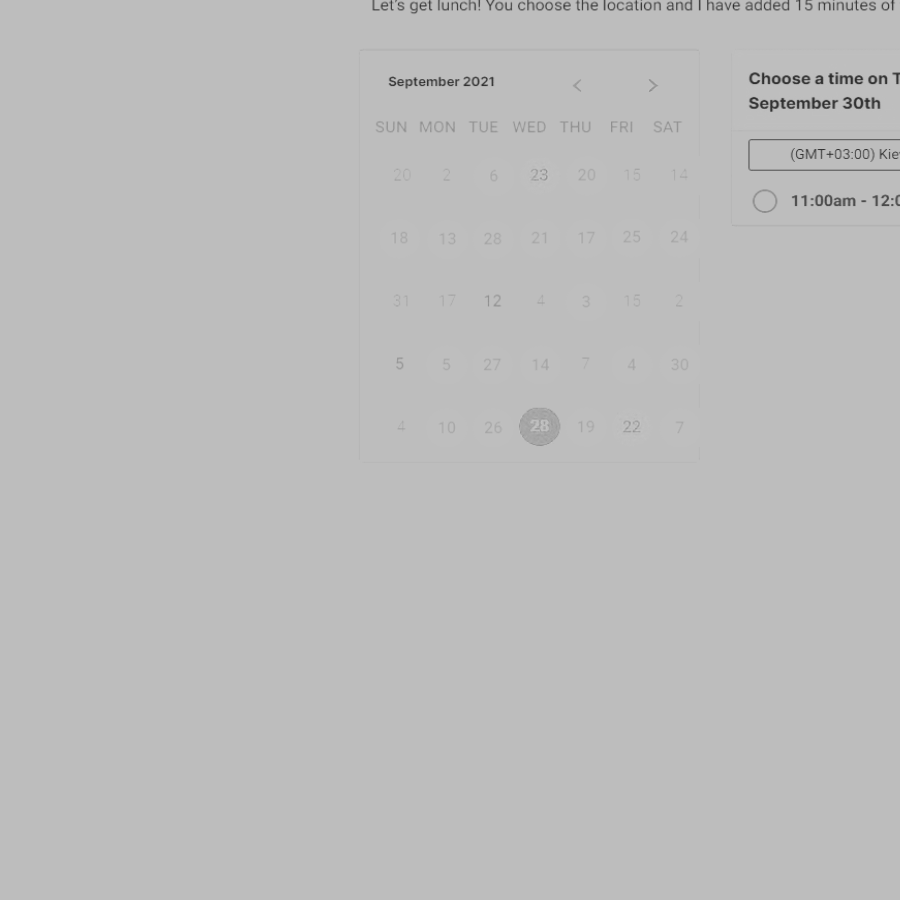 Let's get lunch! You choose the location and I have added 15 minutes of
September 2021
SUN MON TUE WED THU FRI SAT
20 2 6 23 20 15 14
18 13 28 21 17 25 24
31 17 12 4 3 15 2
5 5 27 14 7 4 30
4 10 26 28 19 22 7
Choose a time on T
September 30th
(GMT+03:00) Kie
11:00am - 12:0